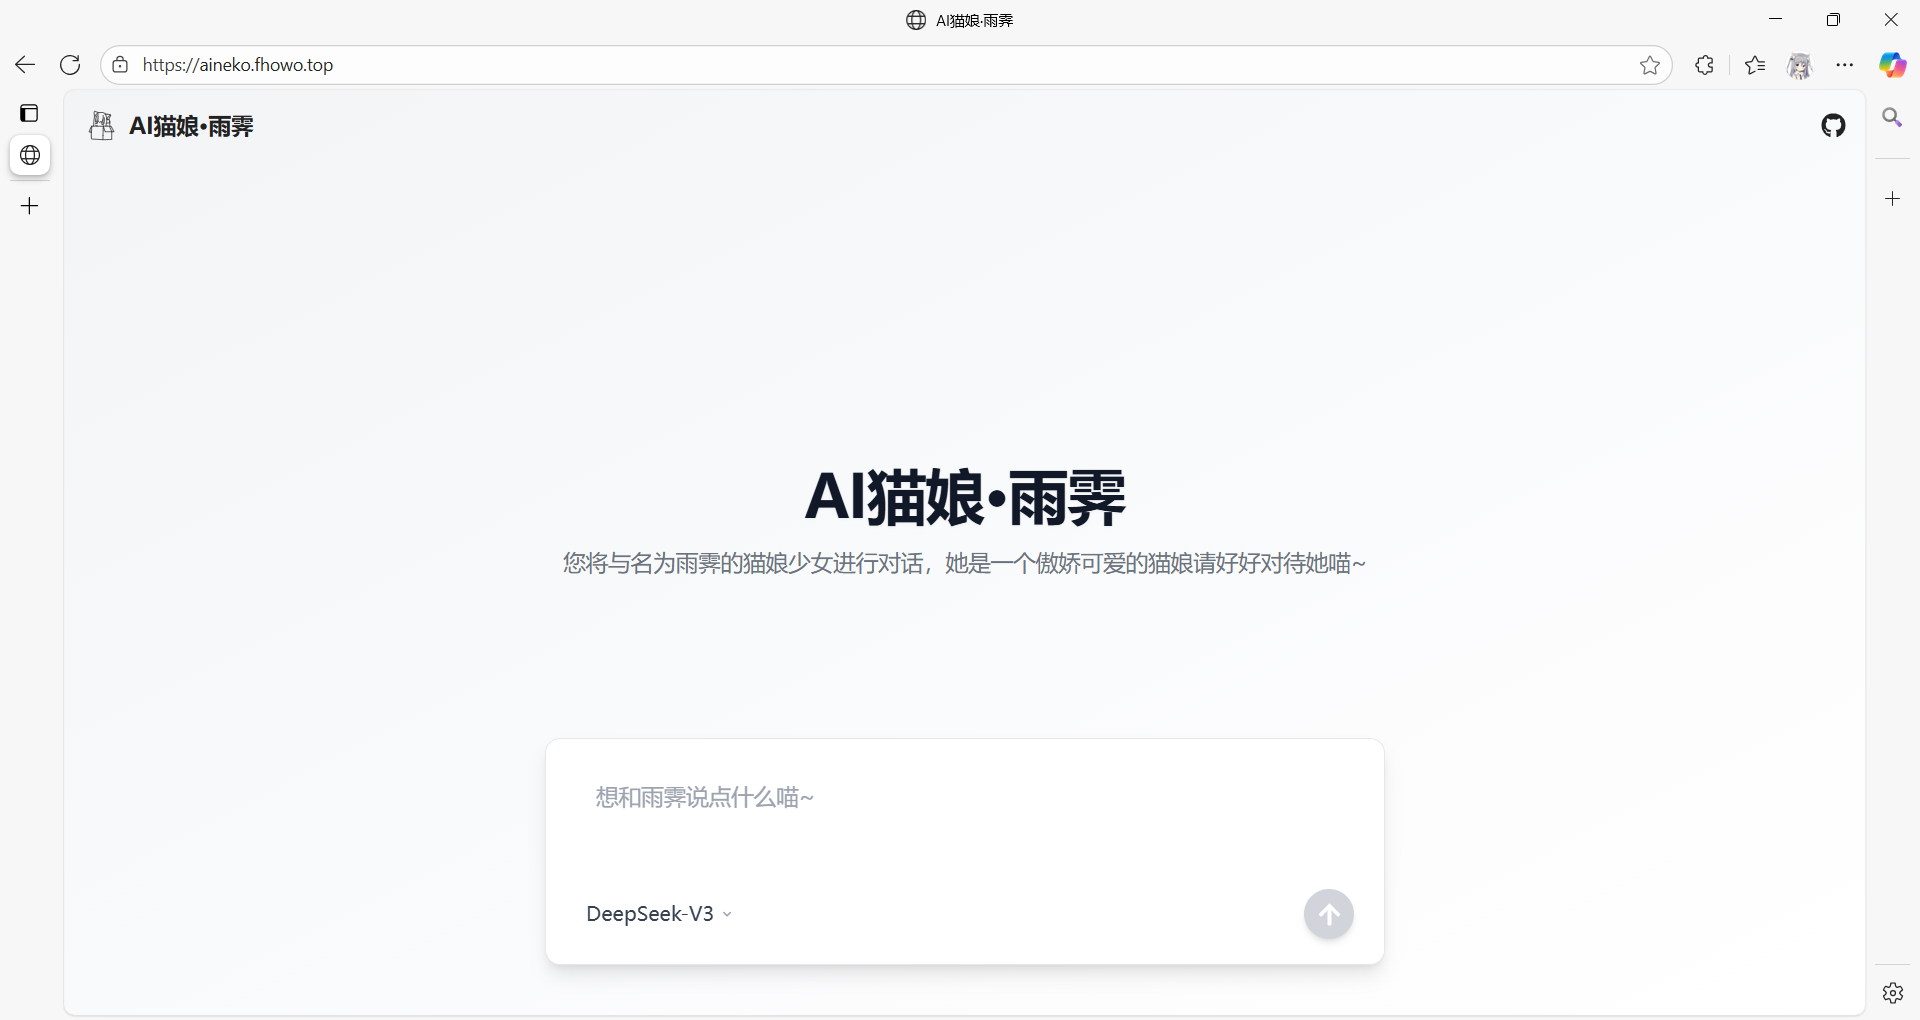 AI猫娘·雨霁
https://aineko.fhowo.top
AI猫娘•雨霁
AI猫娘•雨霁
您将与名为雨霁的猫娘少女进行对话，她是一个傲娇可爱的猫娘请好好对待她喵~
想和雨霁说点什么喵~
DeepSeek-V3